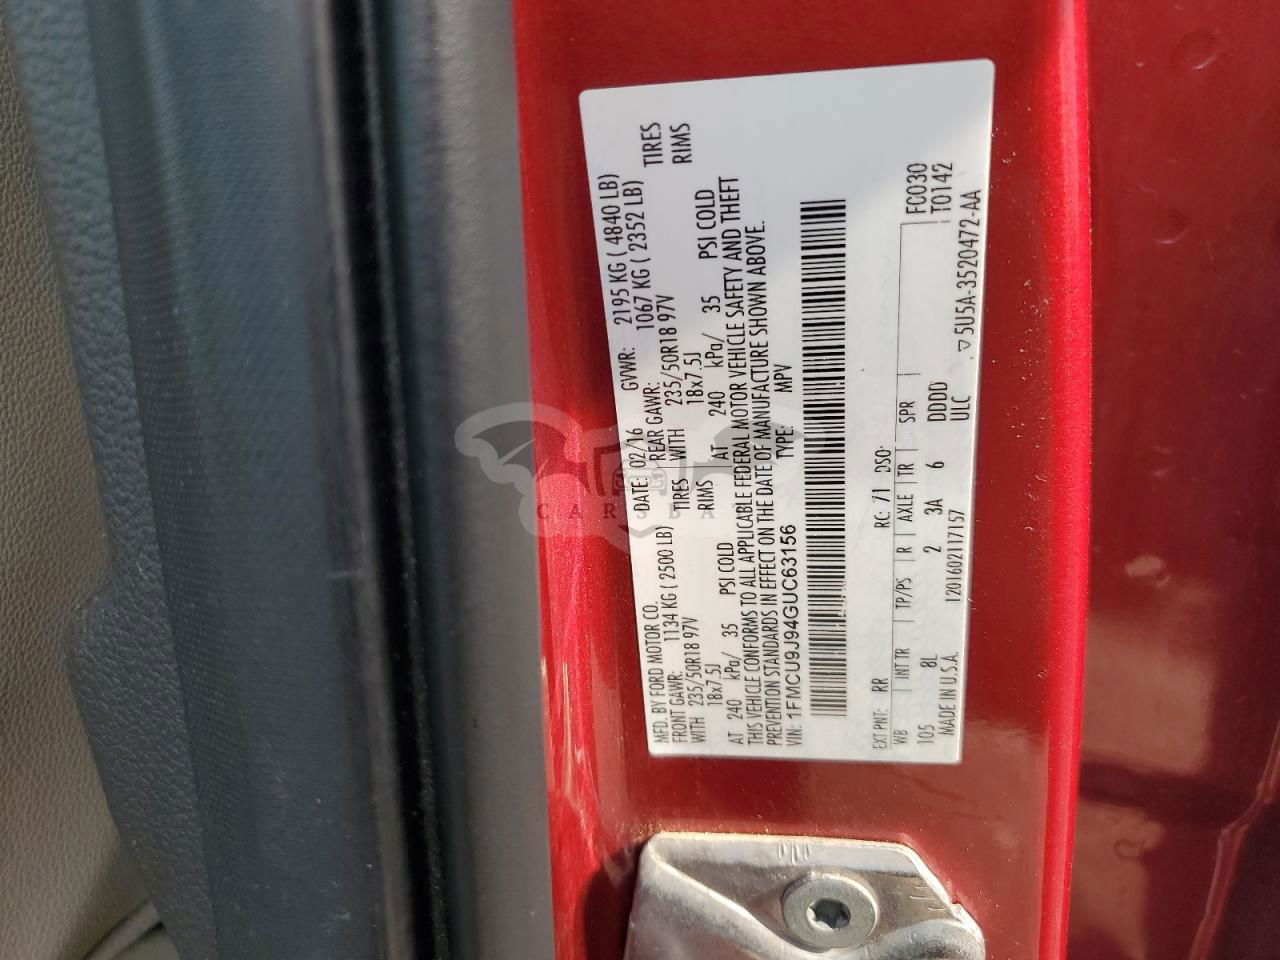 MFD. BY FORD MOTOR CO.
DATE: 02/16 GVWR: 2195 KG ( 4840 LB)
FRONT GAWR: 1134 KG ( 2500 LB) REAR GAWR: 1067 KG ( 2352 LB)
WITH 235/50R18 97V TIRES WITH 235/50R18 97V TIRES
18x7.5J RIMS 18x7.5J RIMS
AT 240 kPa/ 35 PSI COLD AT 240 kPa/ 35 PSI COLD
THIS VEHICLE CONFORMS TO ALL APPLICABLE FEDERAL MOTOR VEHICLE SAFETY AND THEFT
PREVENTION STANDARDS IN EFFECT ON THE DATE OF MANUFACTURE SHOWN ABOVE.
VIN: 1FMCU9J94GUC63156 TYPE: MPV
EXT PNT: RR RC: 71 DSO: FC030
WB INT TR TP/PS R AXLE TR SPR T0142
105 8L 2 3A 6 DDDD
MADE IN U.S.A. 1201602117157 ULC ▽5U5A-3520472-AA